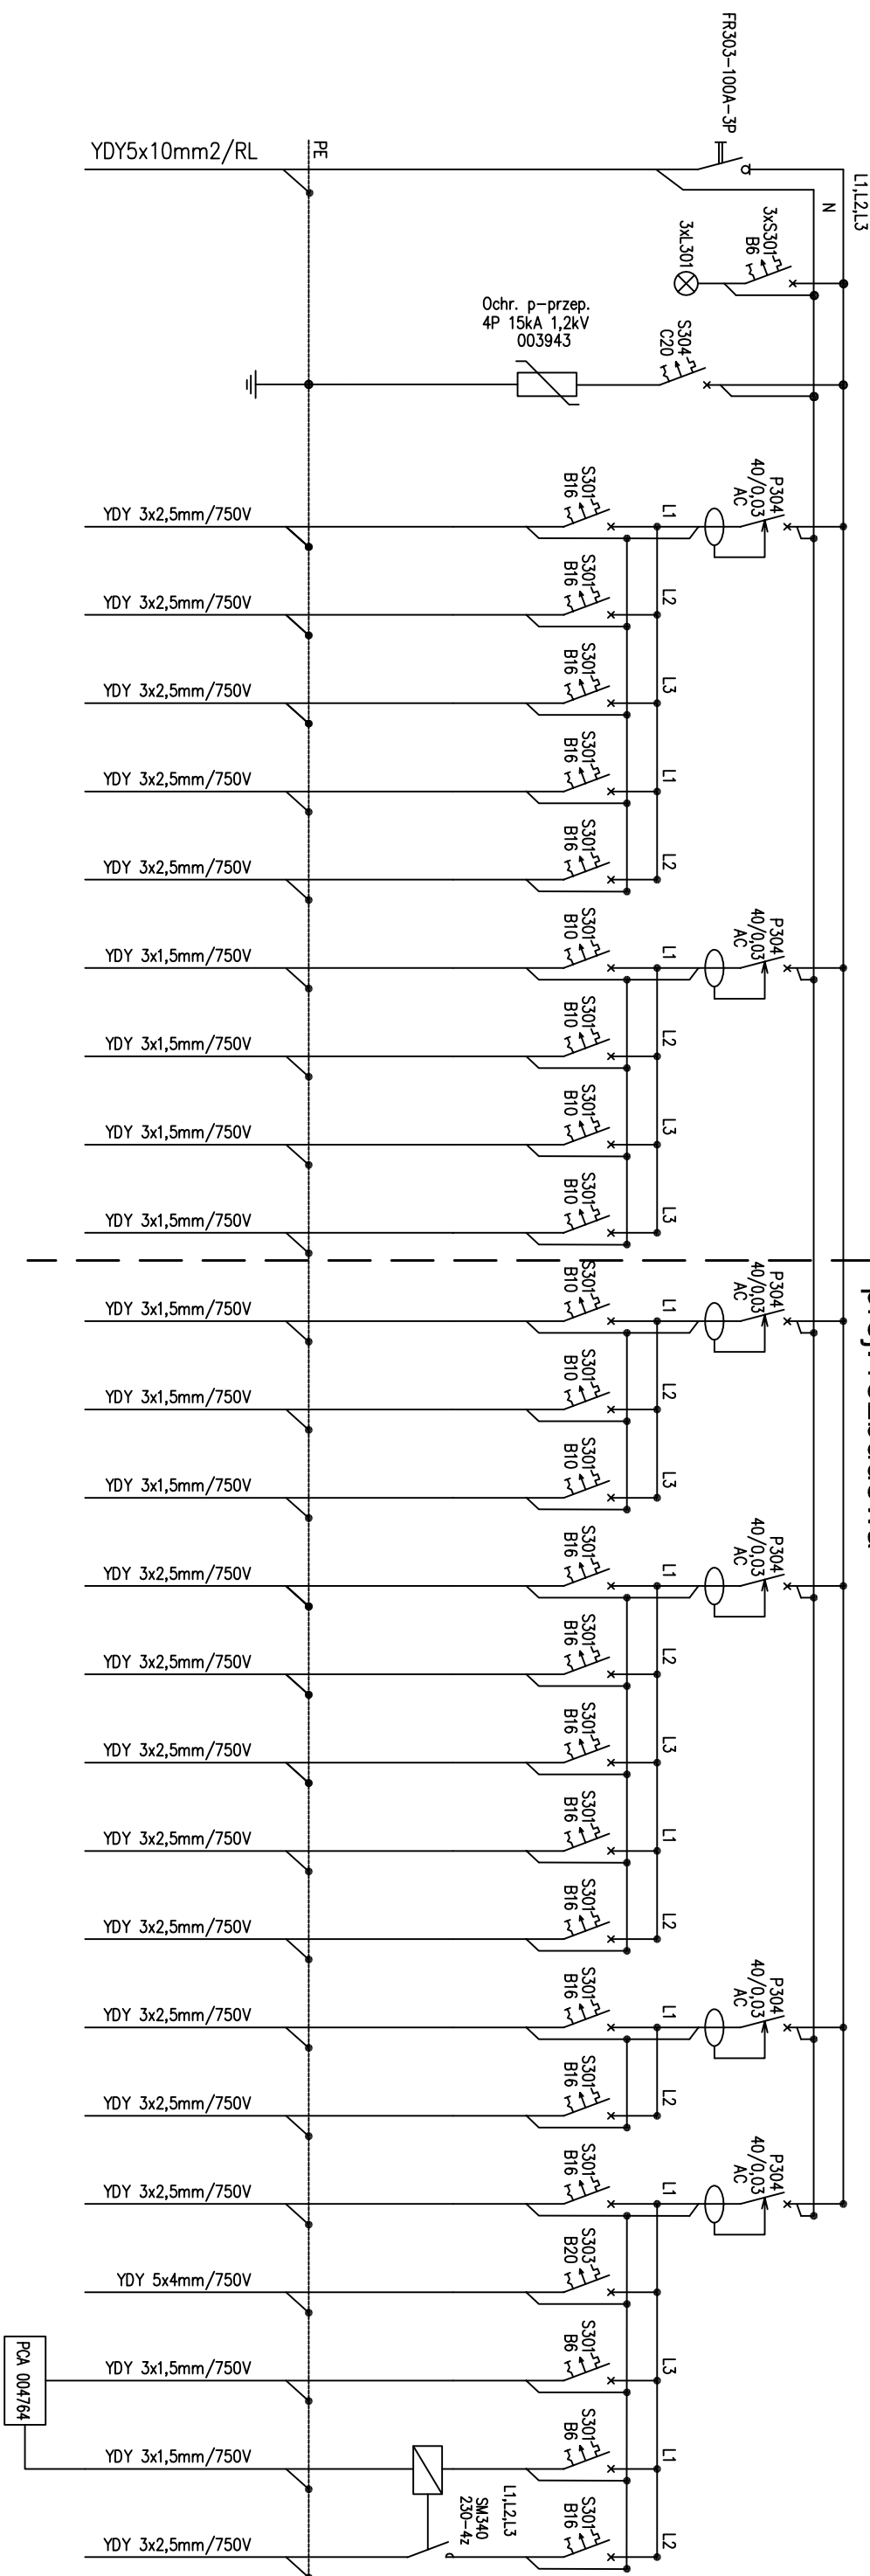 FR303-100A-3P
L1,L2,L3
N
YDY5x10mm2/RL
PE
3xS301
B6
3xL301
Ochr. p-przep.
4P 15kA 1,2kV
003943
S304
C20
P304
40/0,03
AC
L1
S301
B16
YDY 3x2,5mm/750V
L2
S301
B16
YDY 3x2,5mm/750V
L3
S301
B16
YDY 3x2,5mm/750V
L1
S301
B16
YDY 3x2,5mm/750V
L2
S301
B16
YDY 3x2,5mm/750V
P304
40/0,03
AC
L1
S301
B10
YDY 3x1,5mm/750V
L2
S301
B10
YDY 3x1,5mm/750V
L3
S301
B10
YDY 3x1,5mm/750V
L3
S301
B10
YDY 3x1,5mm/750V
P304
40/0,03
AC
L1
S301
B10
YDY 3x1,5mm/750V
L2
S301
B10
YDY 3x1,5mm/750V
L3
S301
B10
YDY 3x1,5mm/750V
P304
40/0,03
AC
L1
S301
B16
YDY 3x2,5mm/750V
L2
S301
B16
YDY 3x2,5mm/750V
L3
S301
B16
YDY 3x2,5mm/750V
L1
S301
B16
YDY 3x2,5mm/750V
L2
S301
B16
YDY 3x2,5mm/750V
P304
40/0,03
AC
L1
S301
B16
YDY 3x2,5mm/750V
L2
S301
B16
YDY 3x2,5mm/750V
P304
40/0,03
AC
L1
S301
B16
YDY 3x2,5mm/750V
S303
B20
YDY 5x4mm/750V
L3
S301
B6
YDY 3x1,5mm/750V
PCA 004764
L1
S301
B6
YDY 3x1,5mm/750V
L1,L2,L3
SM340
230-4z
L2
S301
B16
YDY 3x2,5mm/750V